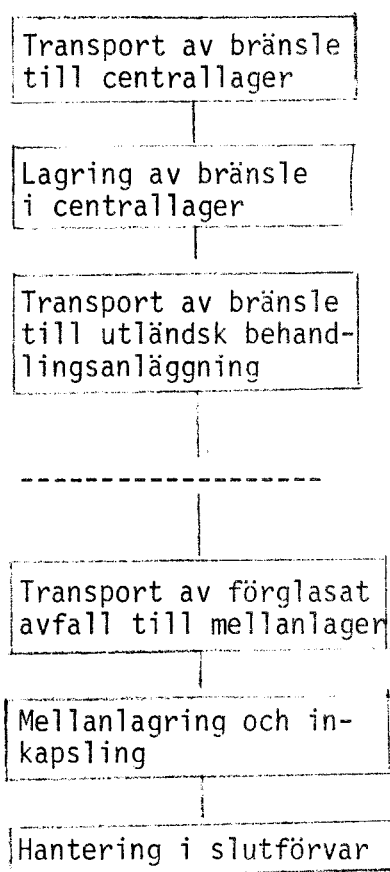 Transport av bränsle
till centrallager
Lagring av bränsle
i centrallager
Transport av bränsle
till utländsk behand-
lingsanläggning
Transport av förglasat
avfall till mellanlager
Mellanlagring och in-
kapsling
Hantering i slutförvar